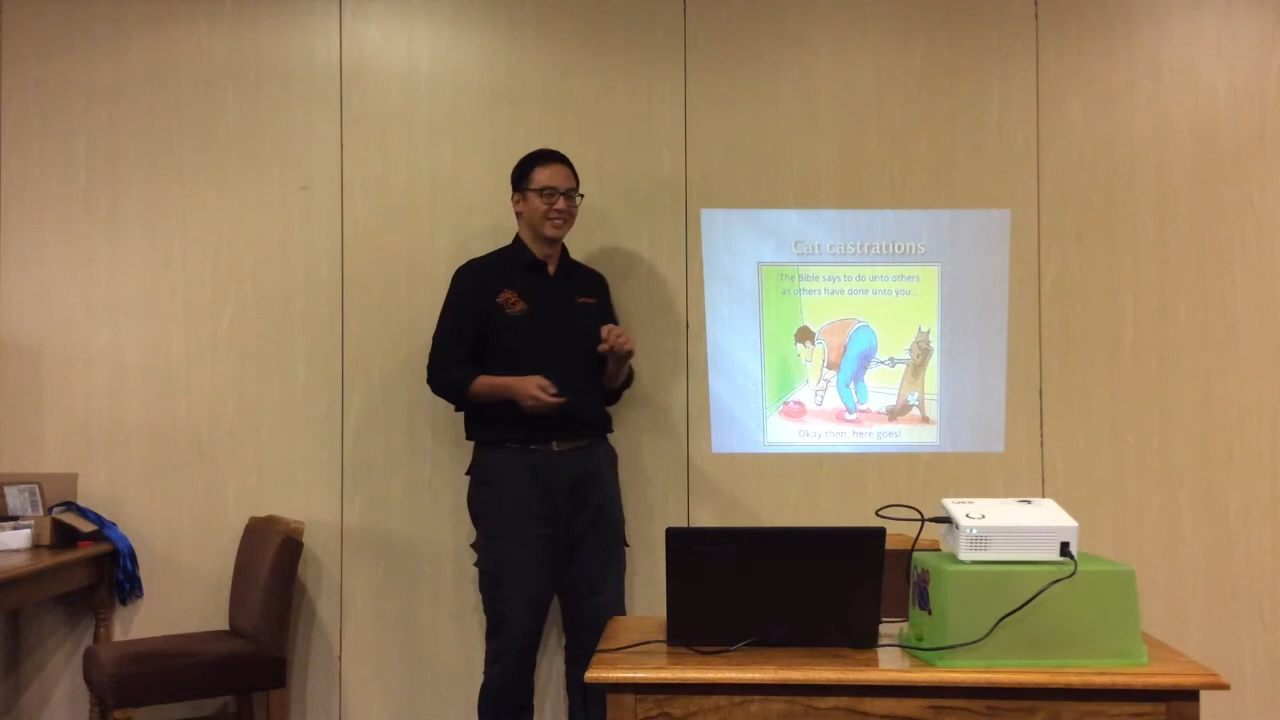 Cat castrations
The Bible says to do unto others
as others have done unto you...
Okay then, here goes!